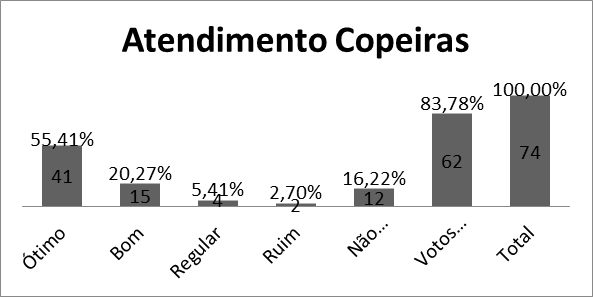 Atendimento Copeiras
55,41%
20,27%
5,41%
2,70%
16,22%
83,78%
100,00%
41
15
4
2
12
62
74
Ótimo
Bom
Regular
Ruim
Não...
Votos...
Total